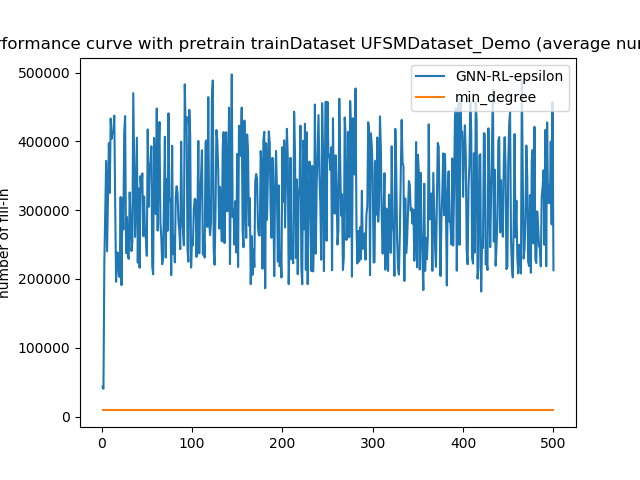 rformance curve with pretrain trainDataset UFSMDataset_Demo (average nur
GNN-RL-epsilon
min_degree
number of fill-in
500000
400000
300000
200000
100000
0
0 100 200 300 400 500